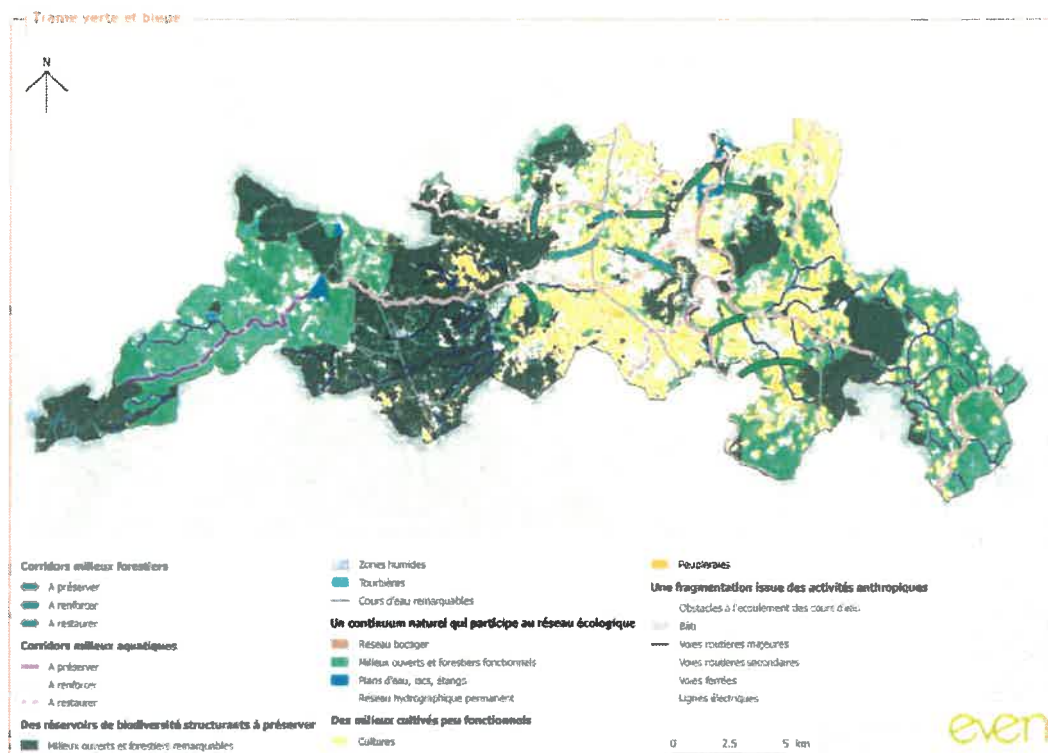 Trame verte et bleue
N
Corridors milieux forestiers
A préserver
A renforcer
A restaurer
Corridors milieux aquatiques
A préserver
A renforcer
A restaurer
Des réservoirs de biodiversité structurants à préserver
Milieux ouverts et forestiers remarquables
Zones humides
Tourbières
Cours d'eau remarquables
Un continuum naturel qui participe au réseau écologique
Réseau bocager
Milieux ouverts et forestiers fonctionnels
Plans d'eau, lacs, étangs
Réseau hydrographique permanent
Des milieux cultivés peu fonctionnels
Cultures
Peupleraies
Une fragmentation issue des activités anthropiques
Obstacles à l'écoulement des cours d'eau
Bâti
Voies routières majeures
Voies routières secondaires
Voies ferrées
Lignes électriques
0 2.5 5 km
even